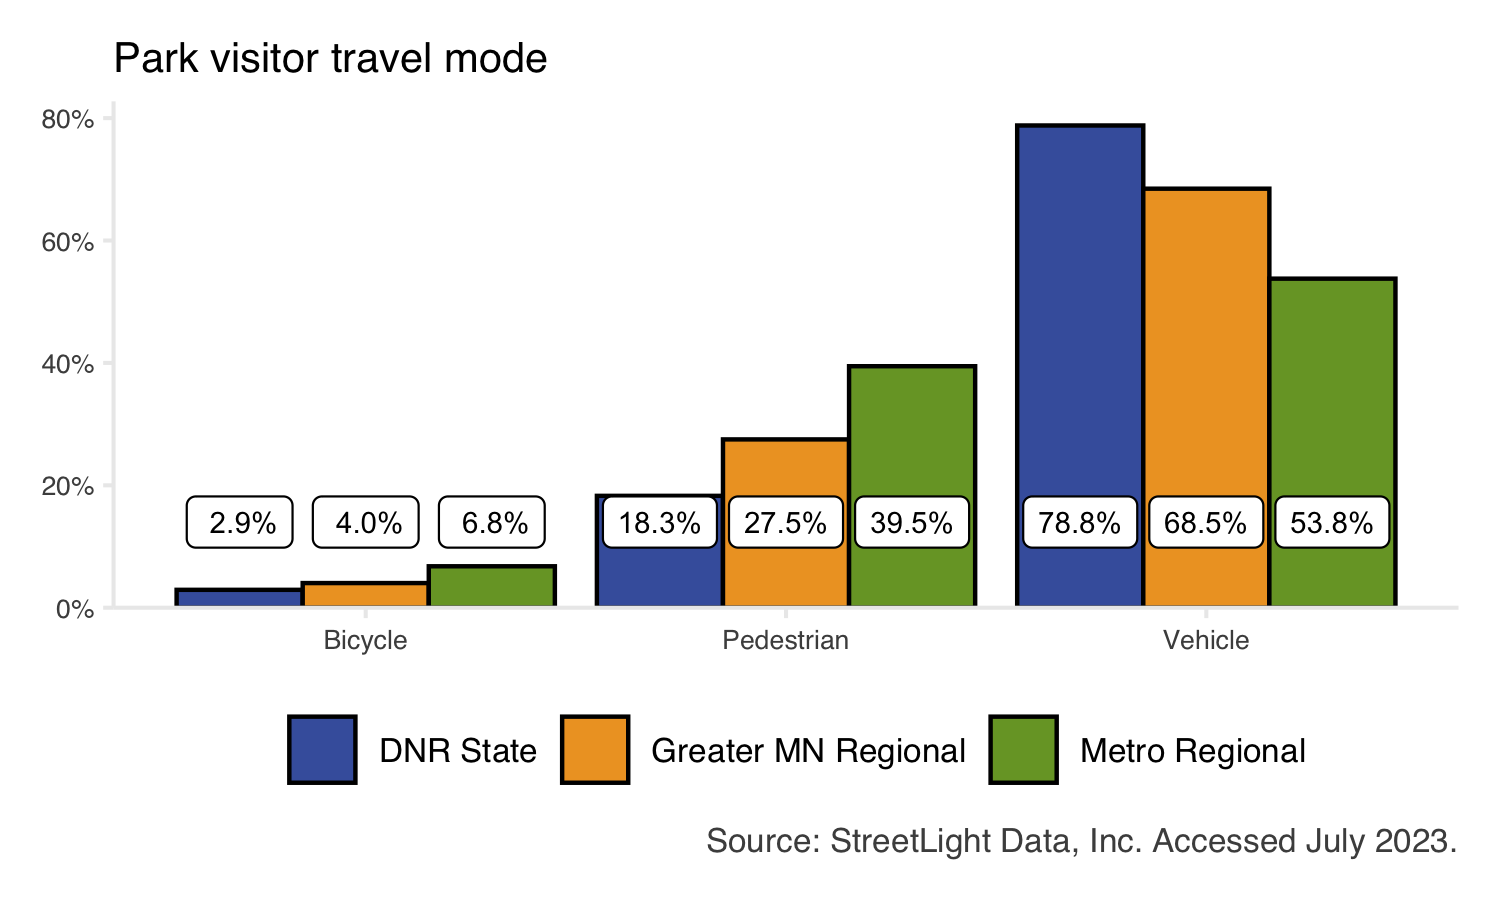 Park visitor travel mode
80%
60%
40%
20%
0%
2.9% 4.0% 6.8% 18.3% 27.5% 39.5% 78.8% 68.5% 53.8%
Bicycle Pedestrian Vehicle
DNR State Greater MN Regional Metro Regional
Source: StreetLight Data, Inc. Accessed July 2023.